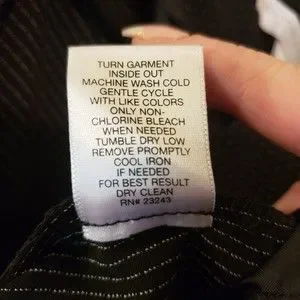 TURN GARMENT
INSIDE OUT
MACHINE WASH COLD
GENTLE CYCLE
WITH LIKE COLORS
ONLY NON-
CHLORINE BLEACH
WHEN NEEDED
TUMBLE DRY LOW
REMOVE PROMPTLY
COOL IRON
IF NEEDED
FOR BEST RESULT
DRY CLEAN
RN# 23243